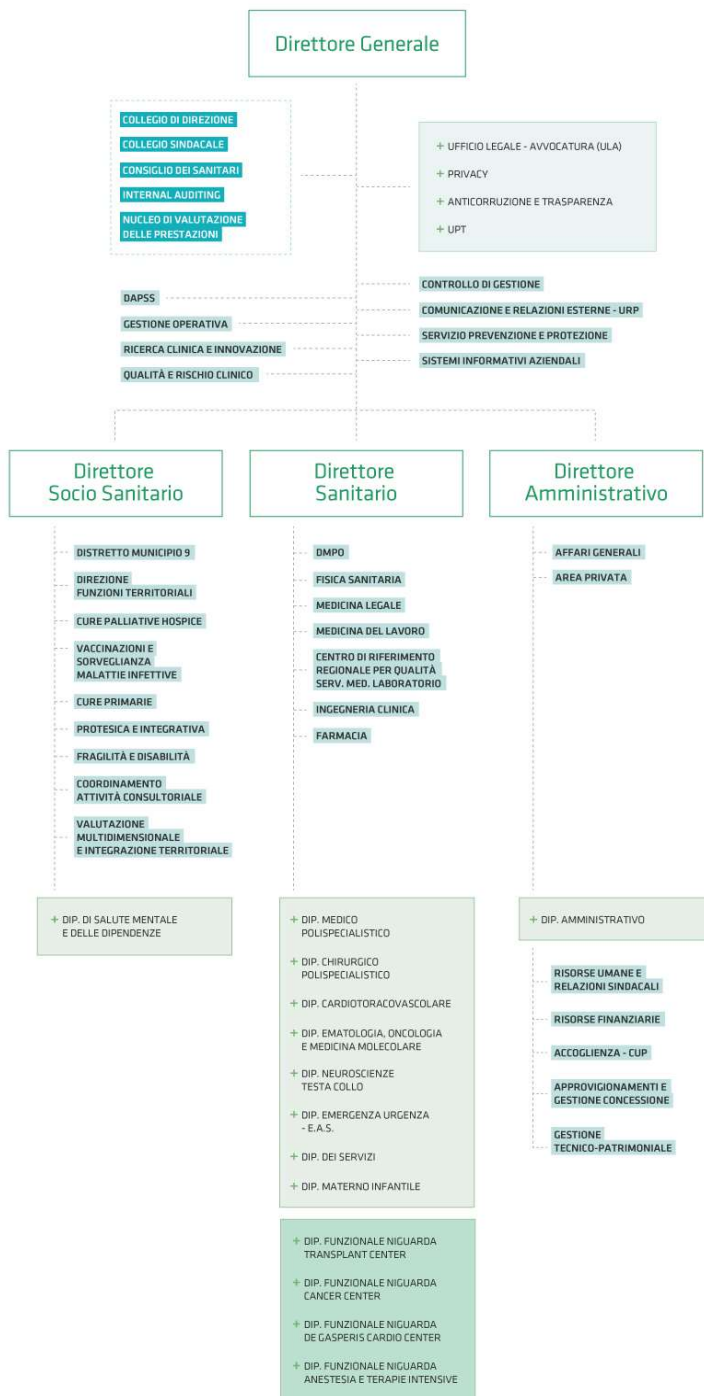 Direttore Generale
COLLEGIO DI DIREZIONE
COLLEGIO SINDACALE
CONSIGLIO DEI SANITARI
INTERNAL AUDITING
NUCLEO DI VALUTAZIONE
DELLE PRESTAZIONI
+ UFFICIO LEGALE - AVVOCATURA (ULA)
+ PRIVACY
+ ANTICORRUZIONE E TRASPARENZA
+ UPT
DAPSS
GESTIONE OPERATIVA
RICERCA CLINICA E INNOVAZIONE
QUALITÀ E RISCHIO CLINICO
CONTROLLO DI GESTIONE
COMUNICAZIONE E RELAZIONI ESTERNE - URP
SERVIZIO PREVENZIONE E PROTEZIONE
SISTEMI INFORMATIVI AZIENDALI
Direttore
Socio Sanitario
DISTRETTO MUNICIPIO 9
DIREZIONE
FUNZIONI TERRITORIALI
CURE PALLIATIVE HOSPICE
VACCINAZIONI E
SORVEGLIANZA
MALATTIE INFETTIVE
CURE PRIMARIE
PROTESICA E INTEGRATIVA
FRAGILITÀ E DISABILITÀ
COORDINAMENTO
ATTIVITÀ CONSULTORIALE
VALUTAZIONE
MULTIDIMENSIONALE
E INTEGRAZIONE TERRITORIALE
+ DIP. DI SALUTE MENTALE
E DELLE DIPENDENZE
Direttore
Sanitario
DMPO
FISICA SANITARIA
MEDICINA LEGALE
MEDICINA DEL LAVORO
CENTRO DI RIFERIMENTO
REGIONALE PER QUALITÀ
SERV. MED. LABORATORIO
INGEGNERIA CLINICA
FARMACIA
+ DIP. MEDICO
POLISPECIALISTICO
+ DIP. CHIRURGICO
POLISPECIALISTICO
+ DIP. CARDIOTORACOVASCOLARE
+ DIP. EMATOLOGIA, ONCOLOGIA
E MEDICINA MOLECOLARE
+ DIP. NEUROSCIENZE
TESTA COLLO
+ DIP. EMERGENZA URGENZA
- E.A.S.
+ DIP. DEI SERVIZI
+ DIP. MATERNO INFANTILE
+ DIP. FUNZIONALE NIGUARDA
TRANSPLANT CENTER
+ DIP. FUNZIONALE NIGUARDA
CANCER CENTER
+ DIP. FUNZIONALE NIGUARDA
DE GASPERIS CARDIO CENTER
+ DIP. FUNZIONALE NIGUARDA
ANESTESIA E TERAPIE INTENSIVE
Direttore
Amministrativo
AFFARI GENERALI
AREA PRIVATA
+ DIP. AMMINISTRATIVO
RISORSE UMANE E
RELAZIONI SINDACALI
RISORSE FINANZIARIE
ACCOGLIENZA - CUP
APPROVIGIONAMENTI E
GESTIONE CONCESSIONE
GESTIONE
TECNICO-PATRIMONIALE